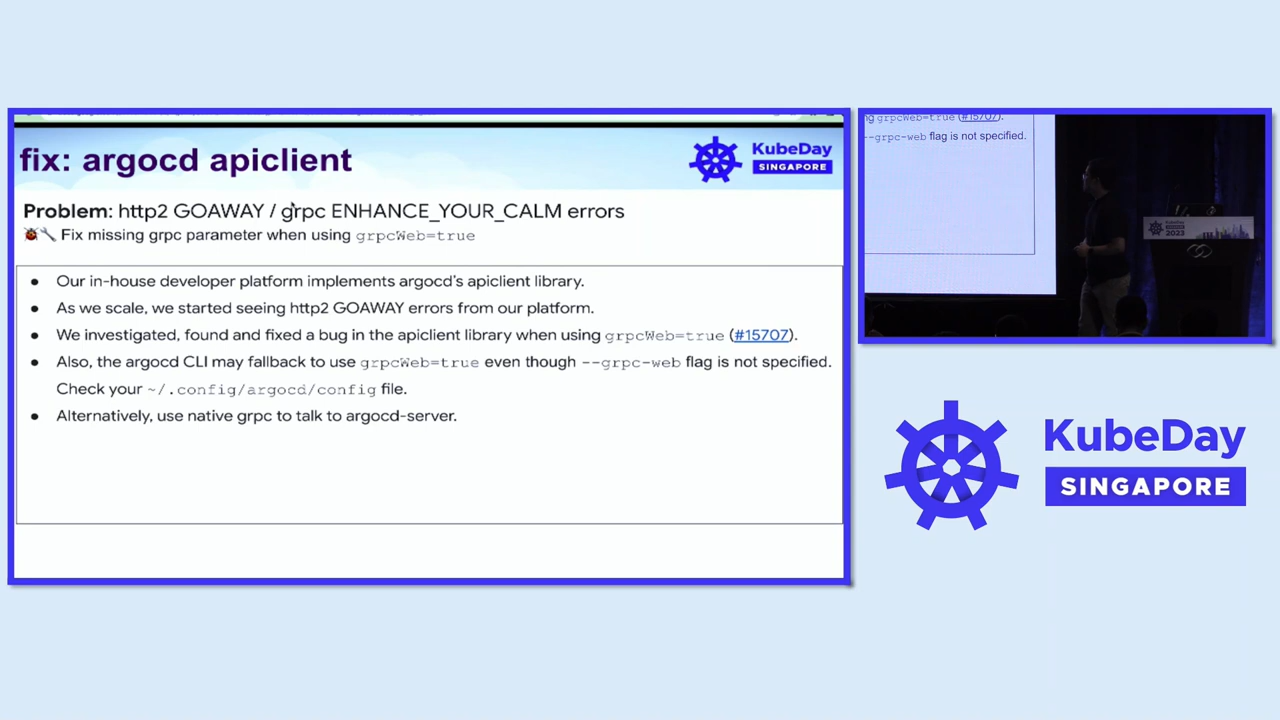 fix: argocd apiclient
KubeDay
SINGAPORE
Problem: http2 GOAWAY / grpc ENHANCE_YOUR_CALM errors
🐞🔧 Fix missing grpc parameter when using grpcWeb=true
● Our in-house developer platform implements argocd's apiclient library.
● As we scale, we started seeing http2 GOAWAY errors from our platform.
● We investigated, found and fixed a bug in the apiclient library when using grpcWeb=true (#15707).
● Also, the argocd CLI may fallback to use grpcWeb=true even though --grpc-web flag is not specified.
Check your ~/.config/argocd/config file.
● Alternatively, use native grpc to talk to argocd-server.
g grpcWeb=true (#15707).
--grpc-web flag is not specified.
2023
KubeDay
SINGAPORE